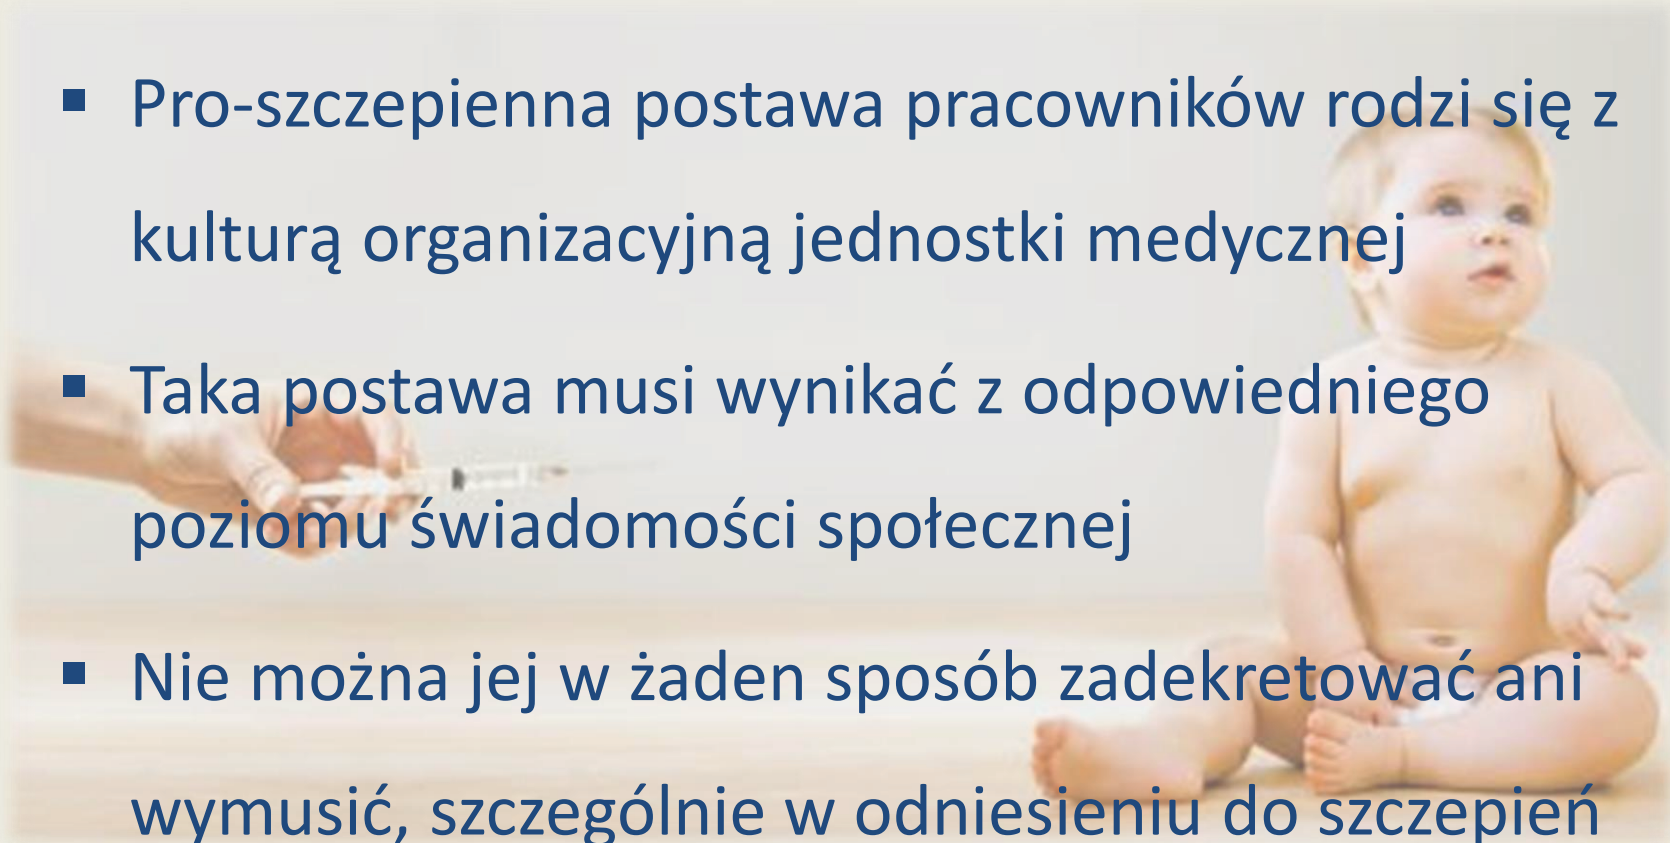 ▪ Pro-szczepienna postawa pracowników rodzi się z
kulturą organizacyjną jednostki medycznej
▪ Taka postawa musi wynikać z odpowiedniego
poziomu świadomości społecznej
▪ Nie można jej w żaden sposób zadekretować ani
wymusić, szczególnie w odniesieniu do szczepień